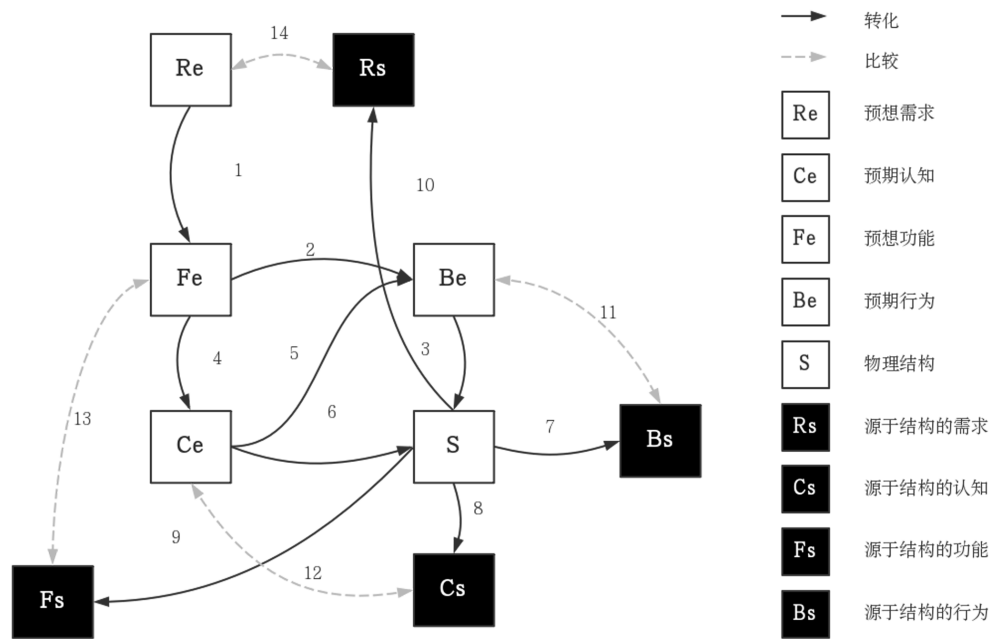 14
Re
Rs
1
10
Fe
2
Be
11
4
5
3
13
6
7
Ce
S
Bs
8
9
12
Fs
Cs
转化
比较
Re 预想需求
Ce 预期认知
Fe 预想功能
Be 预期行为
S 物理结构
Rs 源于结构的需求
Cs 源于结构的认知
Fs 源于结构的功能
Bs 源于结构的行为